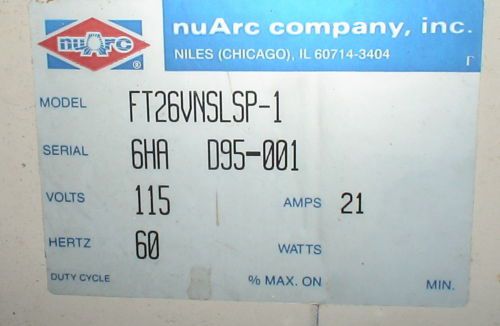 nuArc ®
nuArc company, inc.
NILES (CHICAGO), IL 60714-3404
MODEL FT26VNSLSP-1
SERIAL 6HA D95-001
VOLTS 115 AMPS 21
HERTZ 60 WATTS
DUTY CYCLE % MAX. ON MIN.